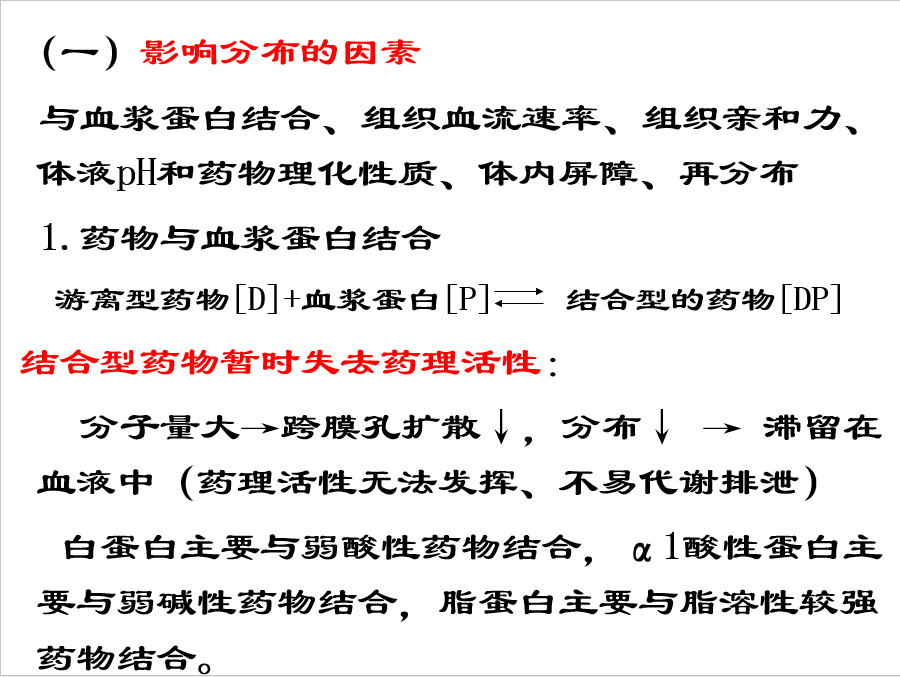 (一) 影响分布的因素
与血浆蛋白结合、组织血流速率、组织亲和力、
体液pH和药物理化性质、体内屏障、再分布
1.药物与血浆蛋白结合
游离型药物[D]+血浆蛋白[P]⇌ 结合型的药物[DP]
结合型药物暂时失去药理活性：
分子量大→跨膜孔扩散↓，分布↓ → 滞留在
血液中（药理活性无法发挥、不易代谢排泄）
白蛋白主要与弱酸性药物结合，α1酸性蛋白主
要与弱碱性药物结合，脂蛋白主要与脂溶性较强
药物结合。